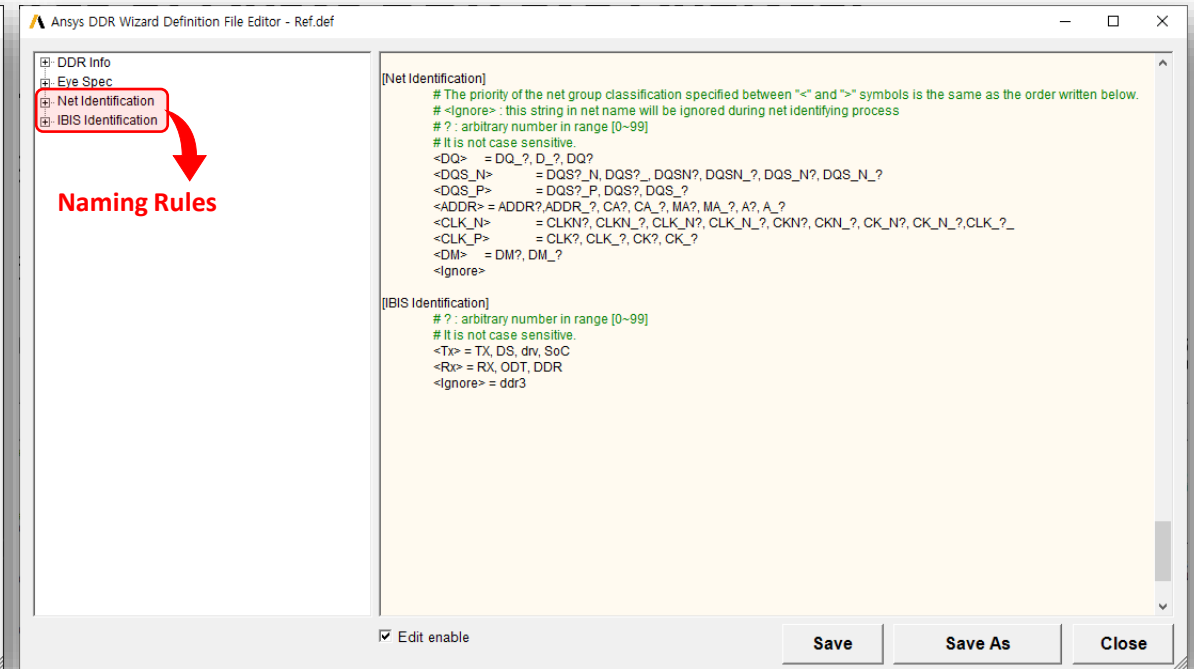 Ansys DDR Wizard Definition File Editor - Ref.def
DDR Info
Eye Spec
Net Identification
IBIS Identification
Naming Rules
[Net Identification]
# The priority of the net group classification specified between "<" and ">" symbols is the same as the order written below.
# <Ignore> : this string in net name will be ignored during net identifying process
# ? : arbitrary number in range [0~99]
# It is not case sensitive.
<DQ> = DQ_?, D_?, DQ?
<DQS_N> = DQS?_N, DQS?_, DQSN?, DQSN_?, DQS_N?, DQS_N_?
<DQS_P> = DQS?_P, DQS?, DQS_?
<ADDR> = ADDR?,ADDR_?, CA?, CA_?, MA?, MA_?, A?, A_?
<CLK_N> = CLKN?, CLKN_?, CLK_N?, CLK_N_?, CKN?, CKN_?, CK_N?, CK_N_?,CLK_?_
<CLK_P> = CLK?, CLK_?, CK?, CK_?
<DM> = DM?, DM_?
<Ignore>
[IBIS Identification]
# ? : arbitrary number in range [0~99]
# It is not case sensitive.
<Tx> = TX, DS, drv, SoC
<Rx> = RX, ODT, DDR
<Ignore> = ddr3
Edit enable
Save
Save As
Close